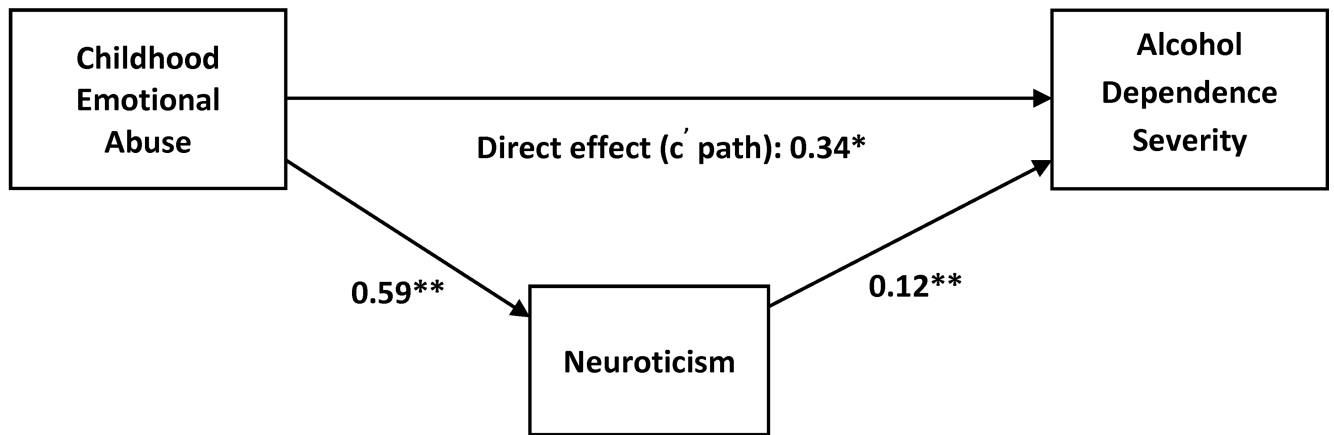 Childhood
Emotional
Abuse
Alcohol
Dependence
Severity
Direct effect (c' path): 0.34*
0.59**
0.12**
Neuroticism